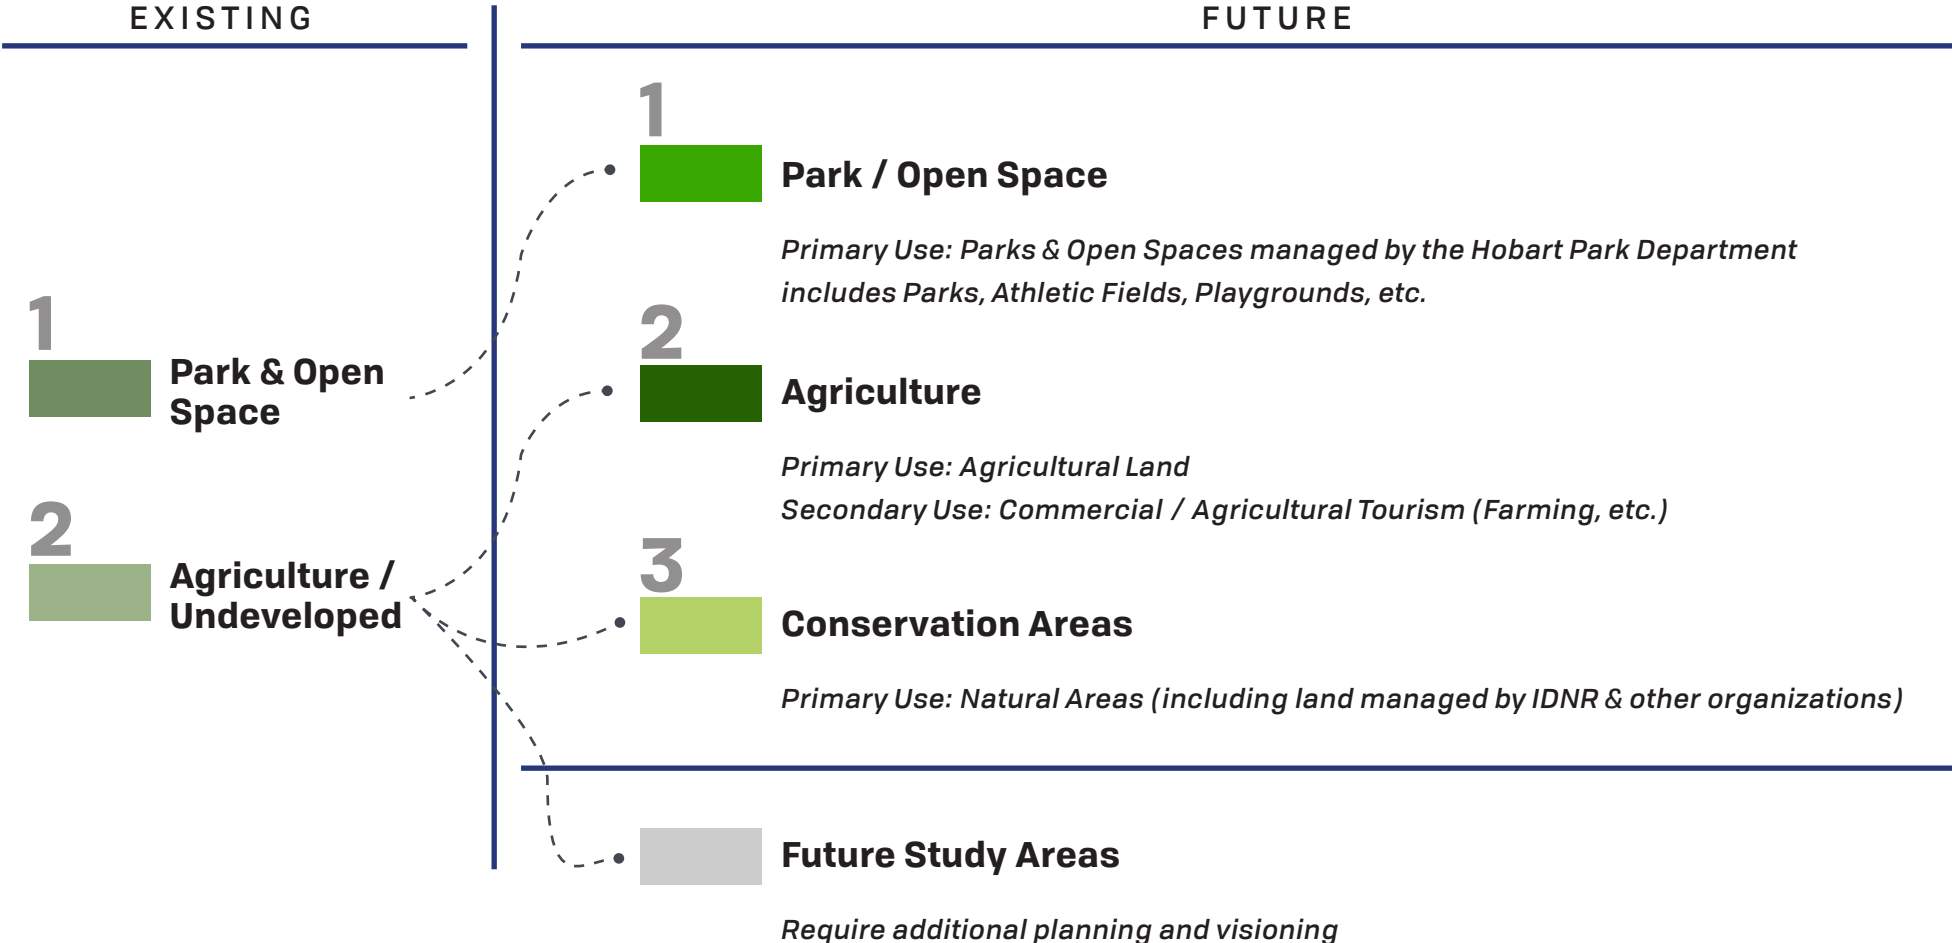 EXISTING
FUTURE
1
Park & Open
Space
2
Agriculture /
Undeveloped
1
Park / Open Space
Primary Use: Parks & Open Spaces managed by the Hobart Park Department
includes Parks, Athletic Fields, Playgrounds, etc.
2
Agriculture
Primary Use: Agricultural Land
Secondary Use: Commercial / Agricultural Tourism (Farming, etc.)
3
Conservation Areas
Primary Use: Natural Areas (including land managed by IDNR & other organizations)
Future Study Areas
Require additional planning and visioning